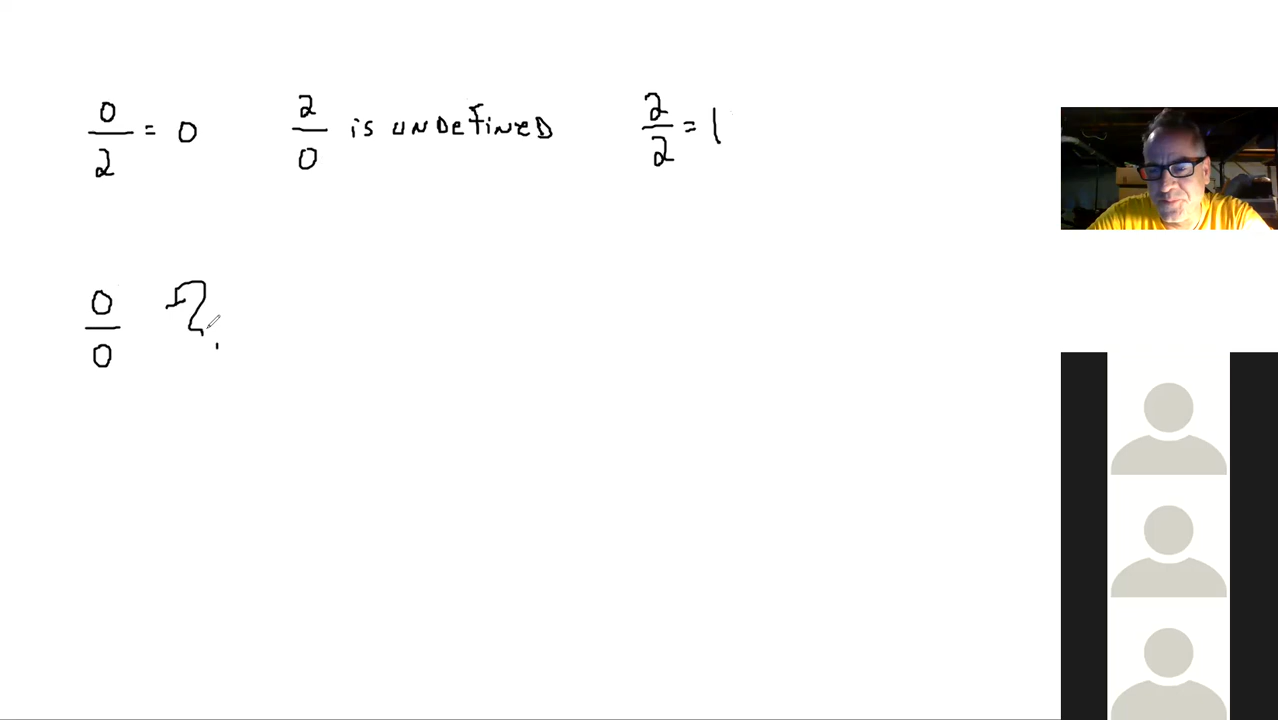 0/2 = 0 2/0 is UNDEFINED 2/2 = 1
0/0 ?